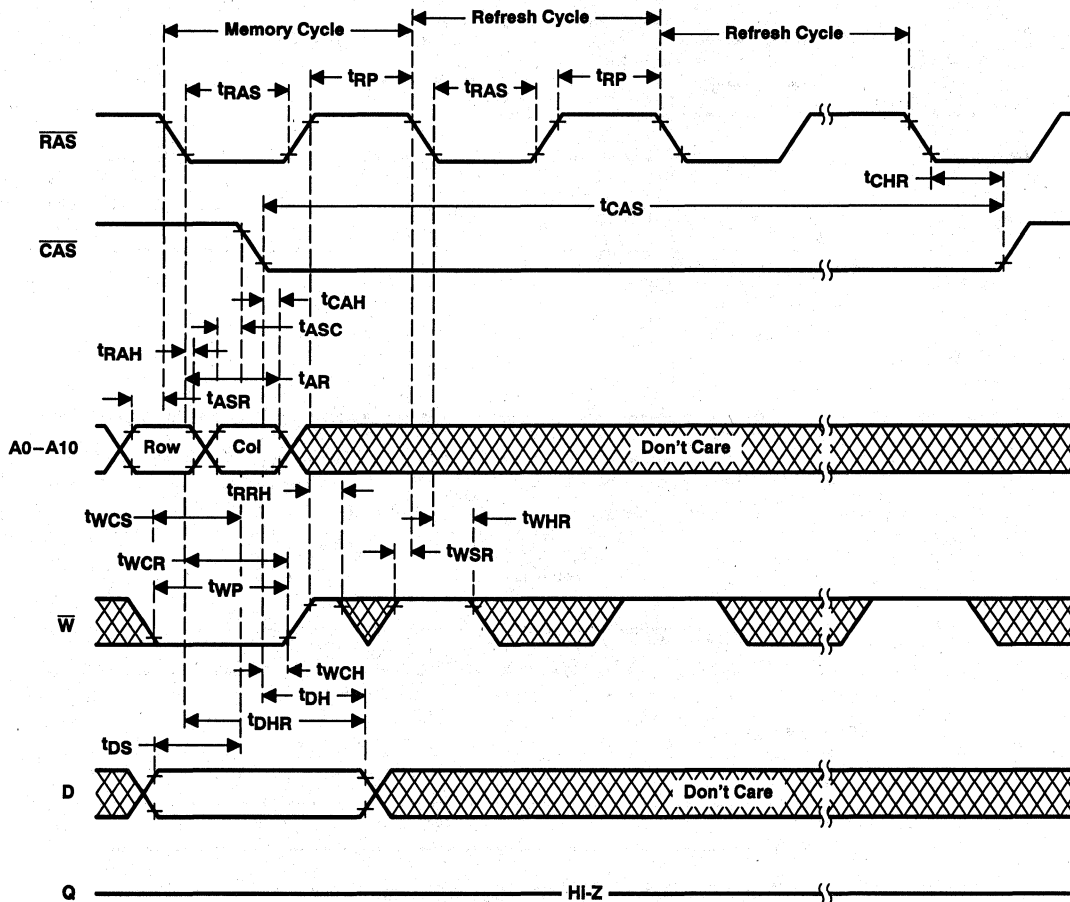 Memory Cycle
Refresh Cycle
Refresh Cycle
tRAS
tRP
tRAS
tRP
RAS
tCHR
tCAS
CAS
tCAH
tASC
tRAH
tAR
tASR
A0–A10
Row
Col
Don't Care
tRRH
tWCS
tWHR
tWSR
tWCR
tWP
W
tWCH
tDH
tDHR
tDS
D
Don't Care
Q
Hi-Z